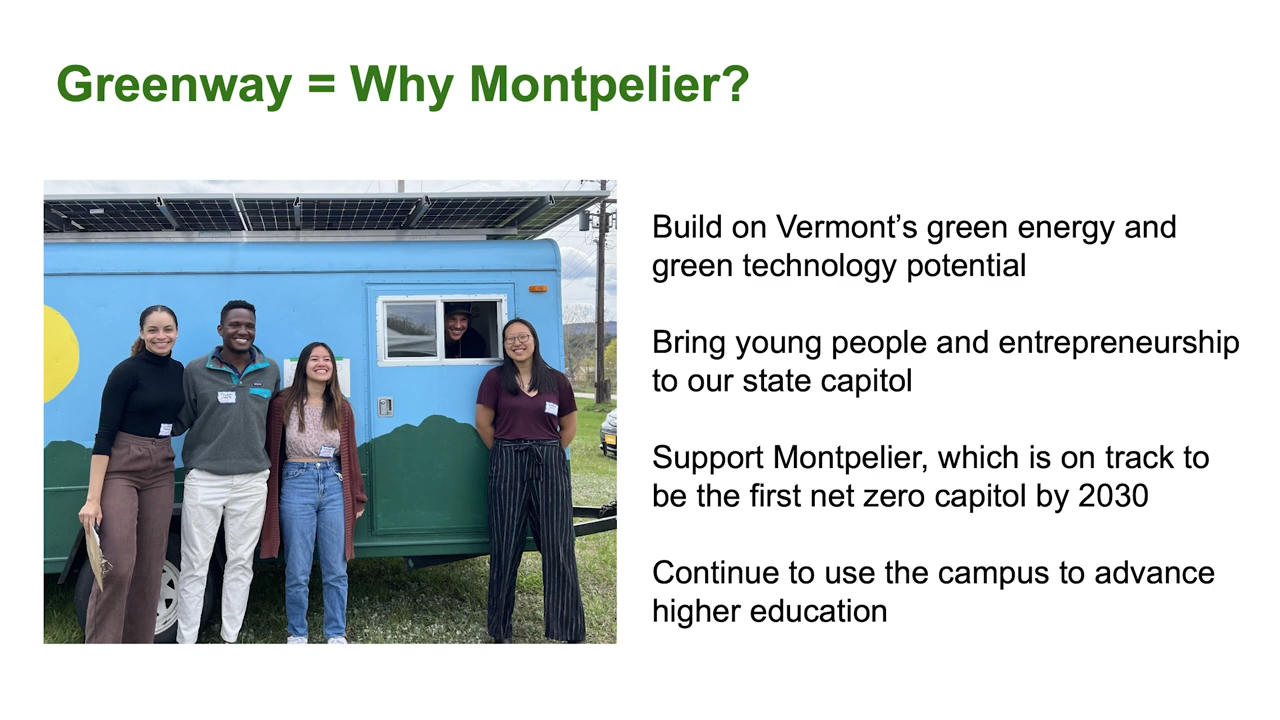 Greenway = Why Montpelier?
Build on Vermont’s green energy and
green technology potential
Bring young people and entrepreneurship
to our state capitol
Support Montpelier, which is on track to
be the first net zero capitol by 2030
Continue to use the campus to advance
higher education